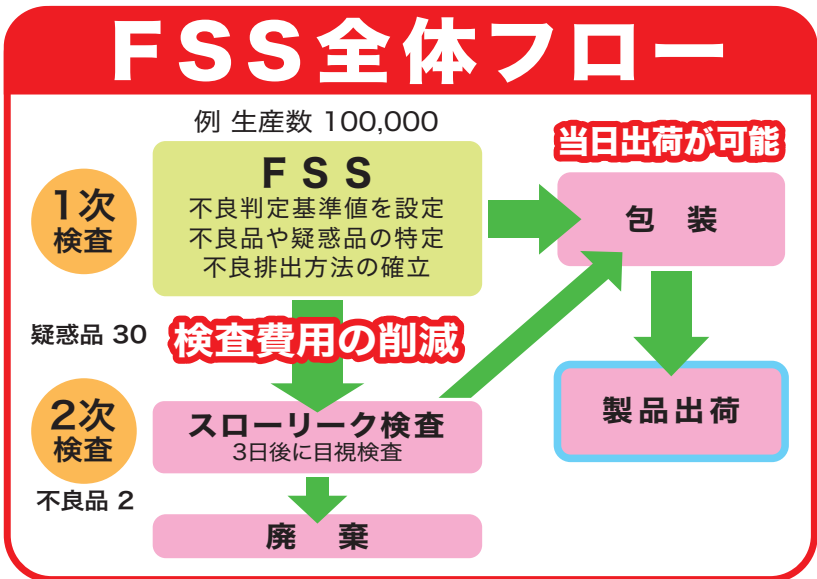 FSS全体フロー
例 生産数 100,000
当日出荷が可能
1次
検査
FSS
不良判定基準値を設定
不良品や疑惑品の特定
不良排出方法の確立
包 装
疑惑品 30
検査費用の削減
2次
検査
スローリーク検査
3日後に目視検査
製品出荷
不良品 2
廃 棄